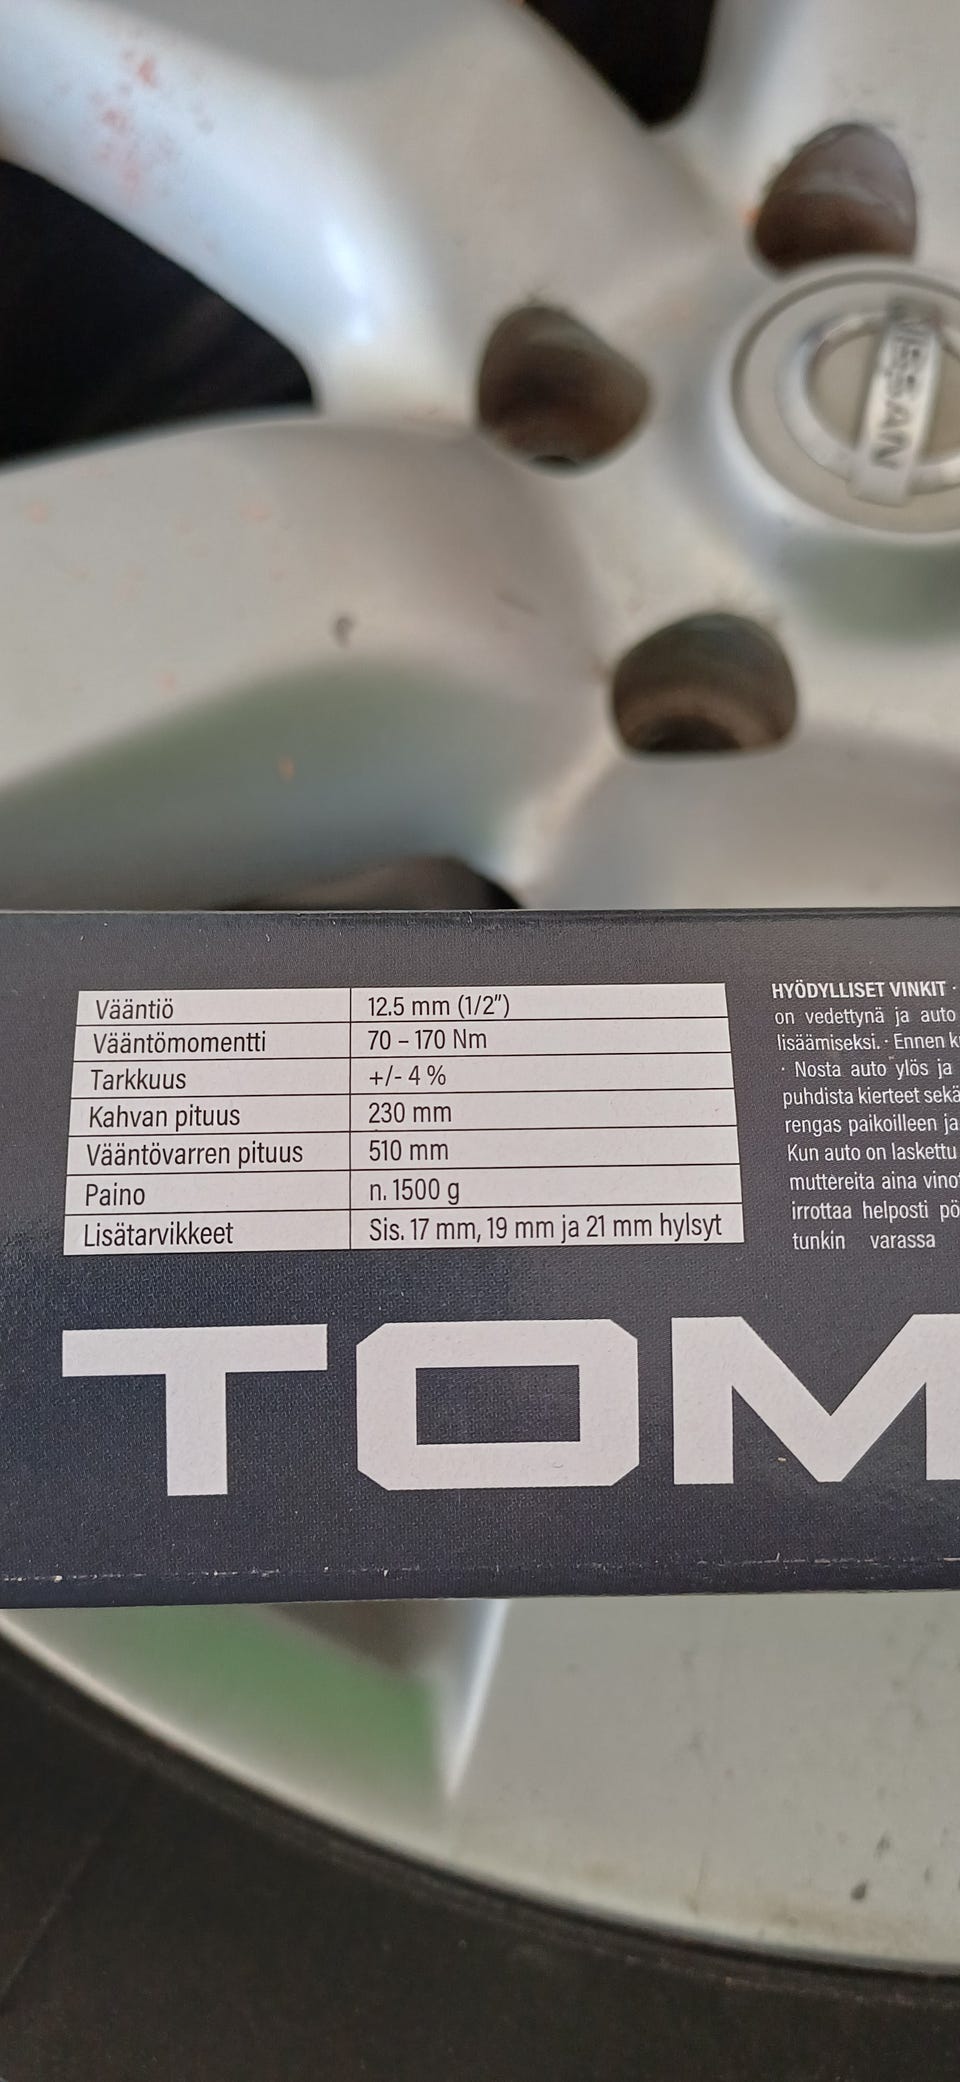 NISSAN
Vääntiö 12.5 mm (1/2")
Vääntömomentti 70 – 170 Nm
Tarkkuus +/- 4 %
Kahvan pituus 230 mm
Vääntövarren pituus 510 mm
Paino n. 1500 g
Lisätarvikkeet Sis. 17 mm, 19 mm ja 21 mm hylsyt
HYÖDYLLISET VINKIT ·
on vedettynä ja auto
lisäämiseksi. · Ennen
· Nosta auto ylös ja
puhdista kierteet sekä
rengas paikoilleen ja
Kun auto on laskettu
muttereita aina
irrottaa helposti
tunkin varassa
TOM